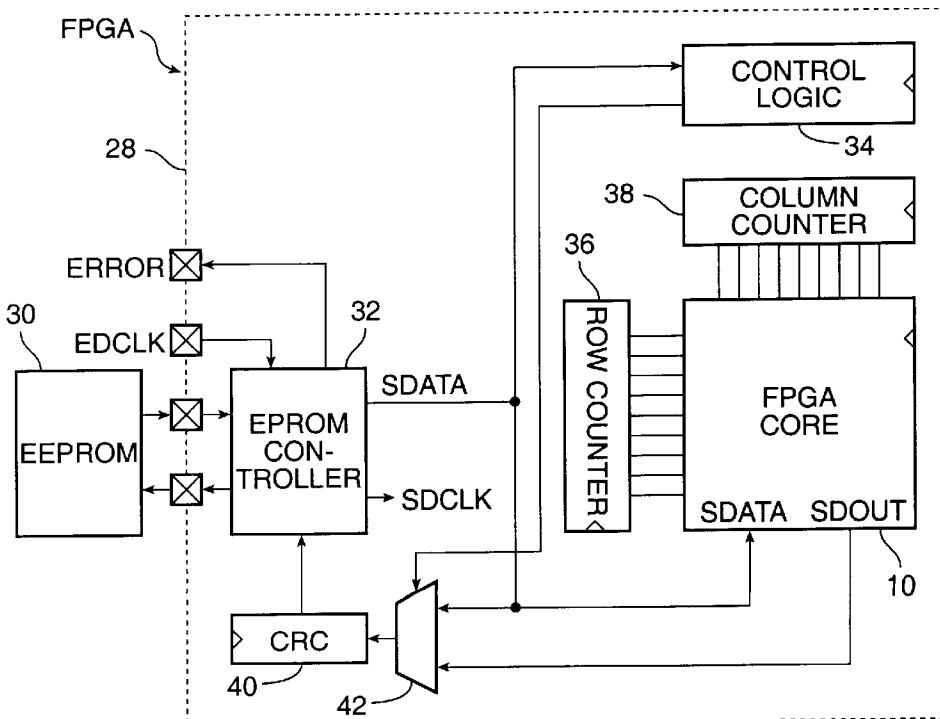 FPGA
CONTROL
LOGIC
34
28
38
COLUMN
COUNTER
36
ERROR
30
EDCLK
32
ROW COUNTER
SDATA
EEPROM
EPROM
CON-
TROLLER
FPGA
CORE
SDCLK
SDATA
SDOUT
10
CRC
40
42